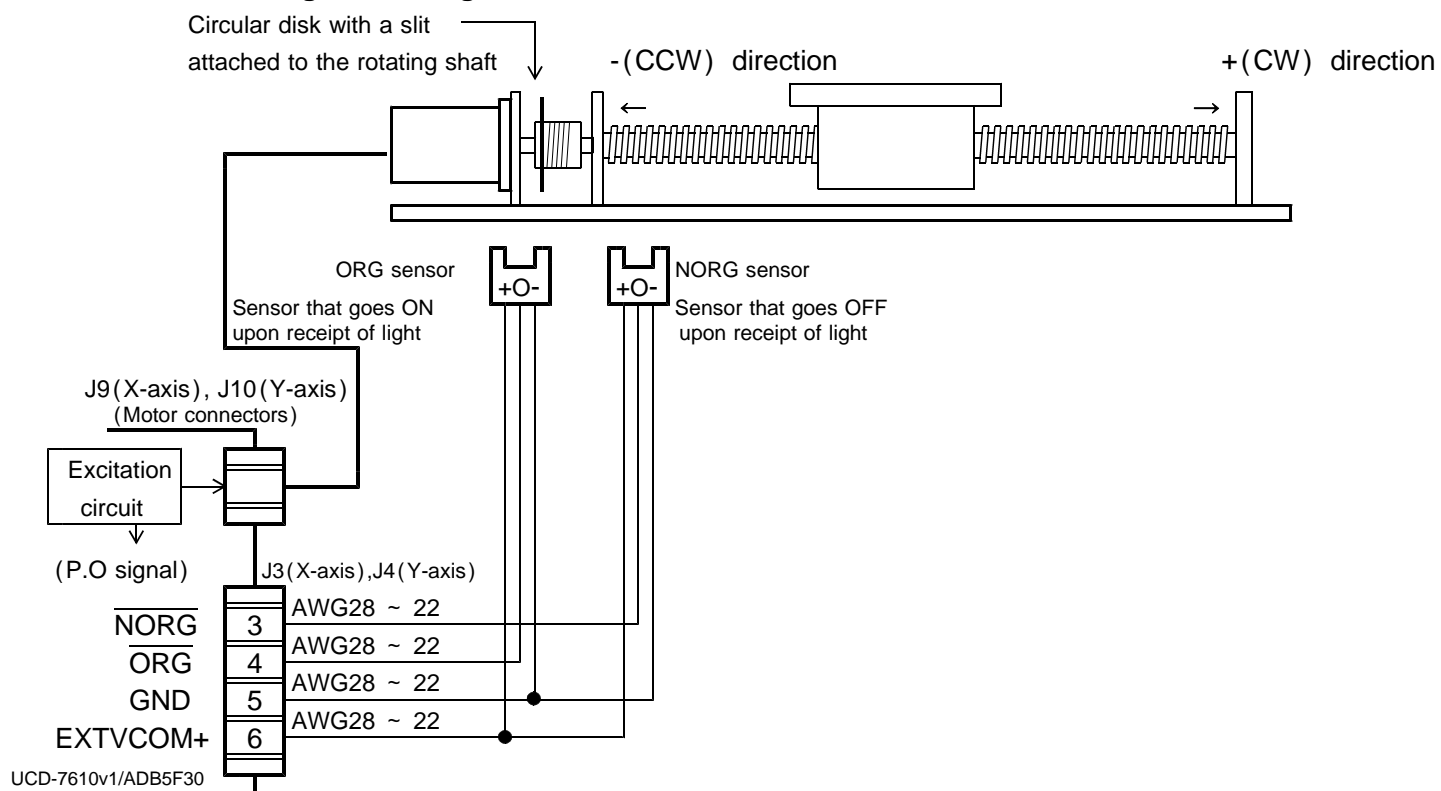 Circular disk with a slit
attached to the rotating shaft
-(CCW) direction
+(CW) direction
ORG sensor
+O-
Sensor that goes ON
upon receipt of light
NORG sensor
+O-
Sensor that goes OFF
upon receipt of light
J9(X-axis), J10(Y-axis)
(Motor connectors)
Excitation
circuit
(P.O signal)
J3(X-axis),J4(Y-axis)
NORG 3 AWG28 ~ 22
ORG 4 AWG28 ~ 22
GND 5 AWG28 ~ 22
EXTVCOM+ 6 AWG28 ~ 22
UCD-7610v1/ADB5F30